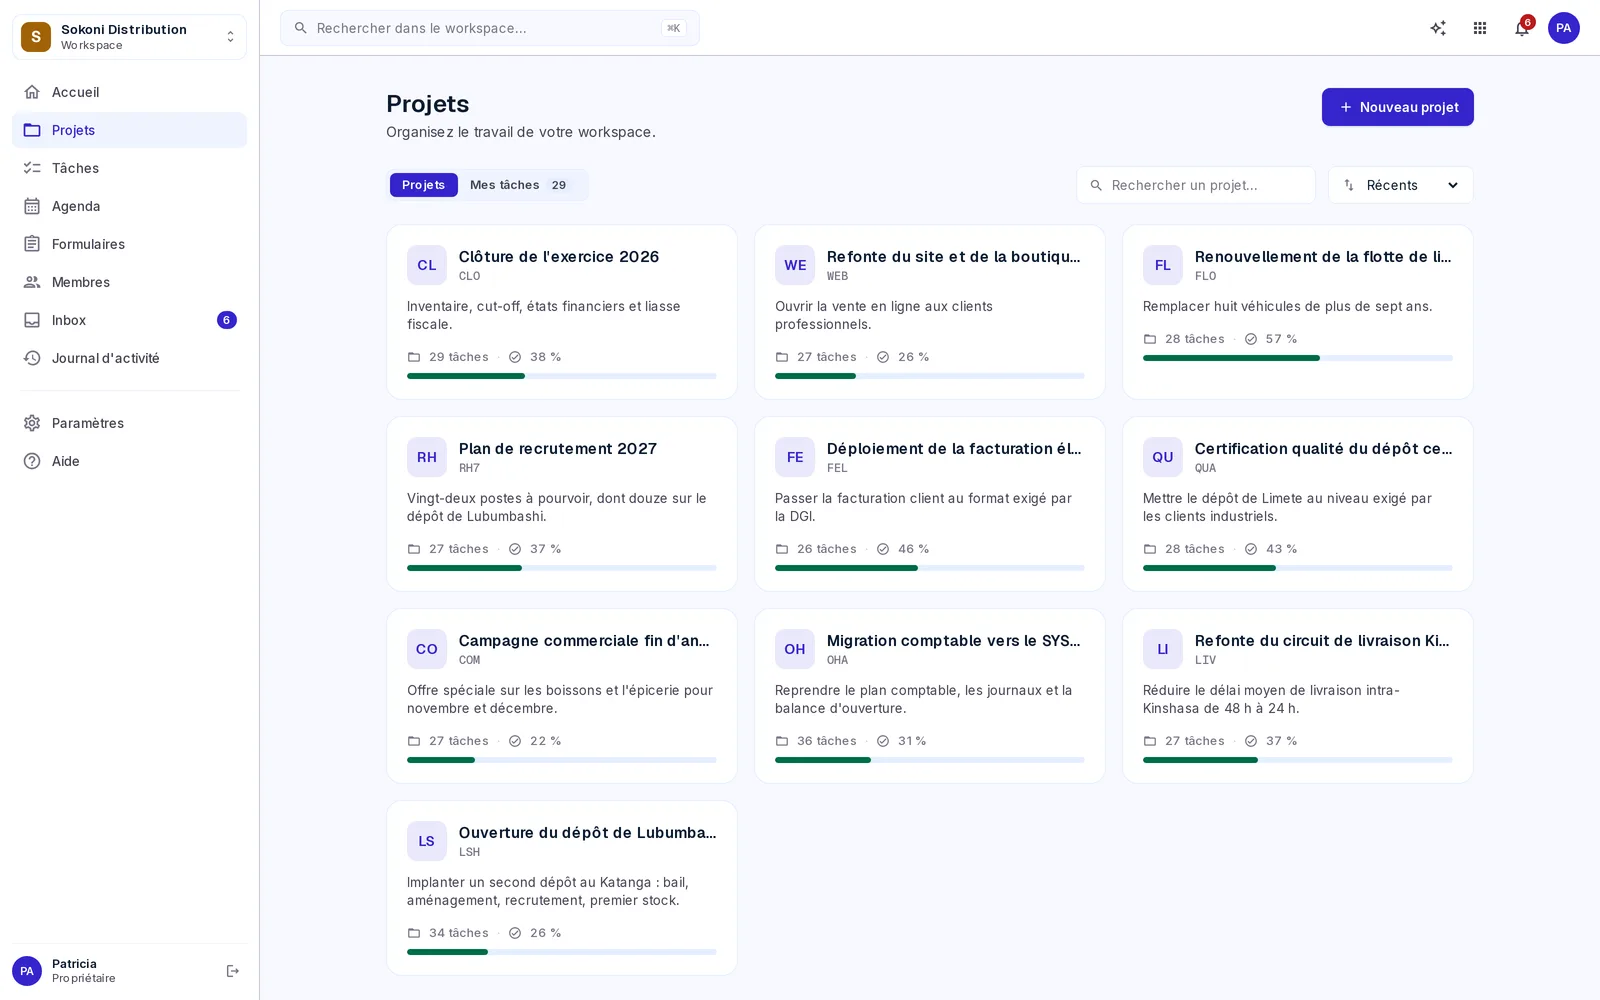 S
Sokoni Distribution
Workspace
Rechercher dans le workspace...
⌘K
6
PA
Accueil
Projets
Tâches
Agenda
Formulaires
Membres
Inbox
6
Journal d'activité
Paramètres
Aide
PA
Patricia
Propriétaire
Projets
Organisez le travail de votre workspace.
Nouveau projet
Projets
Mes tâches 29
Rechercher un projet...
Récents
CL
Clôture de l'exercice 2026
CLO
Inventaire, cut-off, états financiers et liasse
fiscale.
29 tâches · 38 %
WE
Refonte du site et de la boutiqu...
WEB
Ouvrir la vente en ligne aux clients
professionnels.
27 tâches · 26 %
FL
Renouvellement de la flotte de li...
FLO
Remplacer huit véhicules de plus de sept ans.
28 tâches · 57 %
RH
Plan de recrutement 2027
RH7
Vingt-deux postes à pourvoir, dont douze sur le
dépôt de Lubumbashi.
27 tâches · 37 %
FE
Déploiement de la facturation él...
FEL
Passer la facturation client au format exigé par
la DGI.
26 tâches · 46 %
QU
Certification qualité du dépôt ce...
QUA
Mettre le dépôt de Limete au niveau exigé par
les clients industriels.
28 tâches · 43 %
CO
Campagne commerciale fin d'an...
COM
Offre spéciale sur les boissons et l'épicerie pour
novembre et décembre.
27 tâches · 22 %
OH
Migration comptable vers le SYS...
OHA
Reprendre le plan comptable, les journaux et la
balance d'ouverture.
36 tâches · 31 %
LI
Refonte du circuit de livraison Ki...
LIV
Réduire le délai moyen de livraison intra-
Kinshasa de 48 h à 24 h.
27 tâches · 37 %
LS
Ouverture du dépôt de Lubumba...
LSH
Implanter un second dépôt au Katanga : bail,
aménagement, recrutement, premier stock.
34 tâches · 26 %